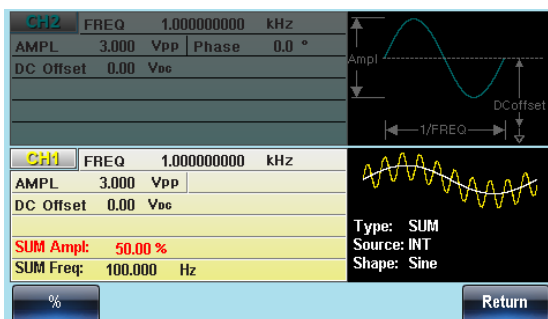 CH2 FREQ 1.000000000 kHz
AMPL 3.000 Vpp Phase 0.0 °
DC Offset 0.00 VDC
Ampl
DCoffset
1/FREQ
CH1 FREQ 1.000000000 kHz
AMPL 3.000 Vpp
DC Offset 0.00 VDC
SUM Ampl: 50.00 %
SUM Freq: 100.000 Hz
Type: SUM
Source: INT
Shape: Sine
% Return